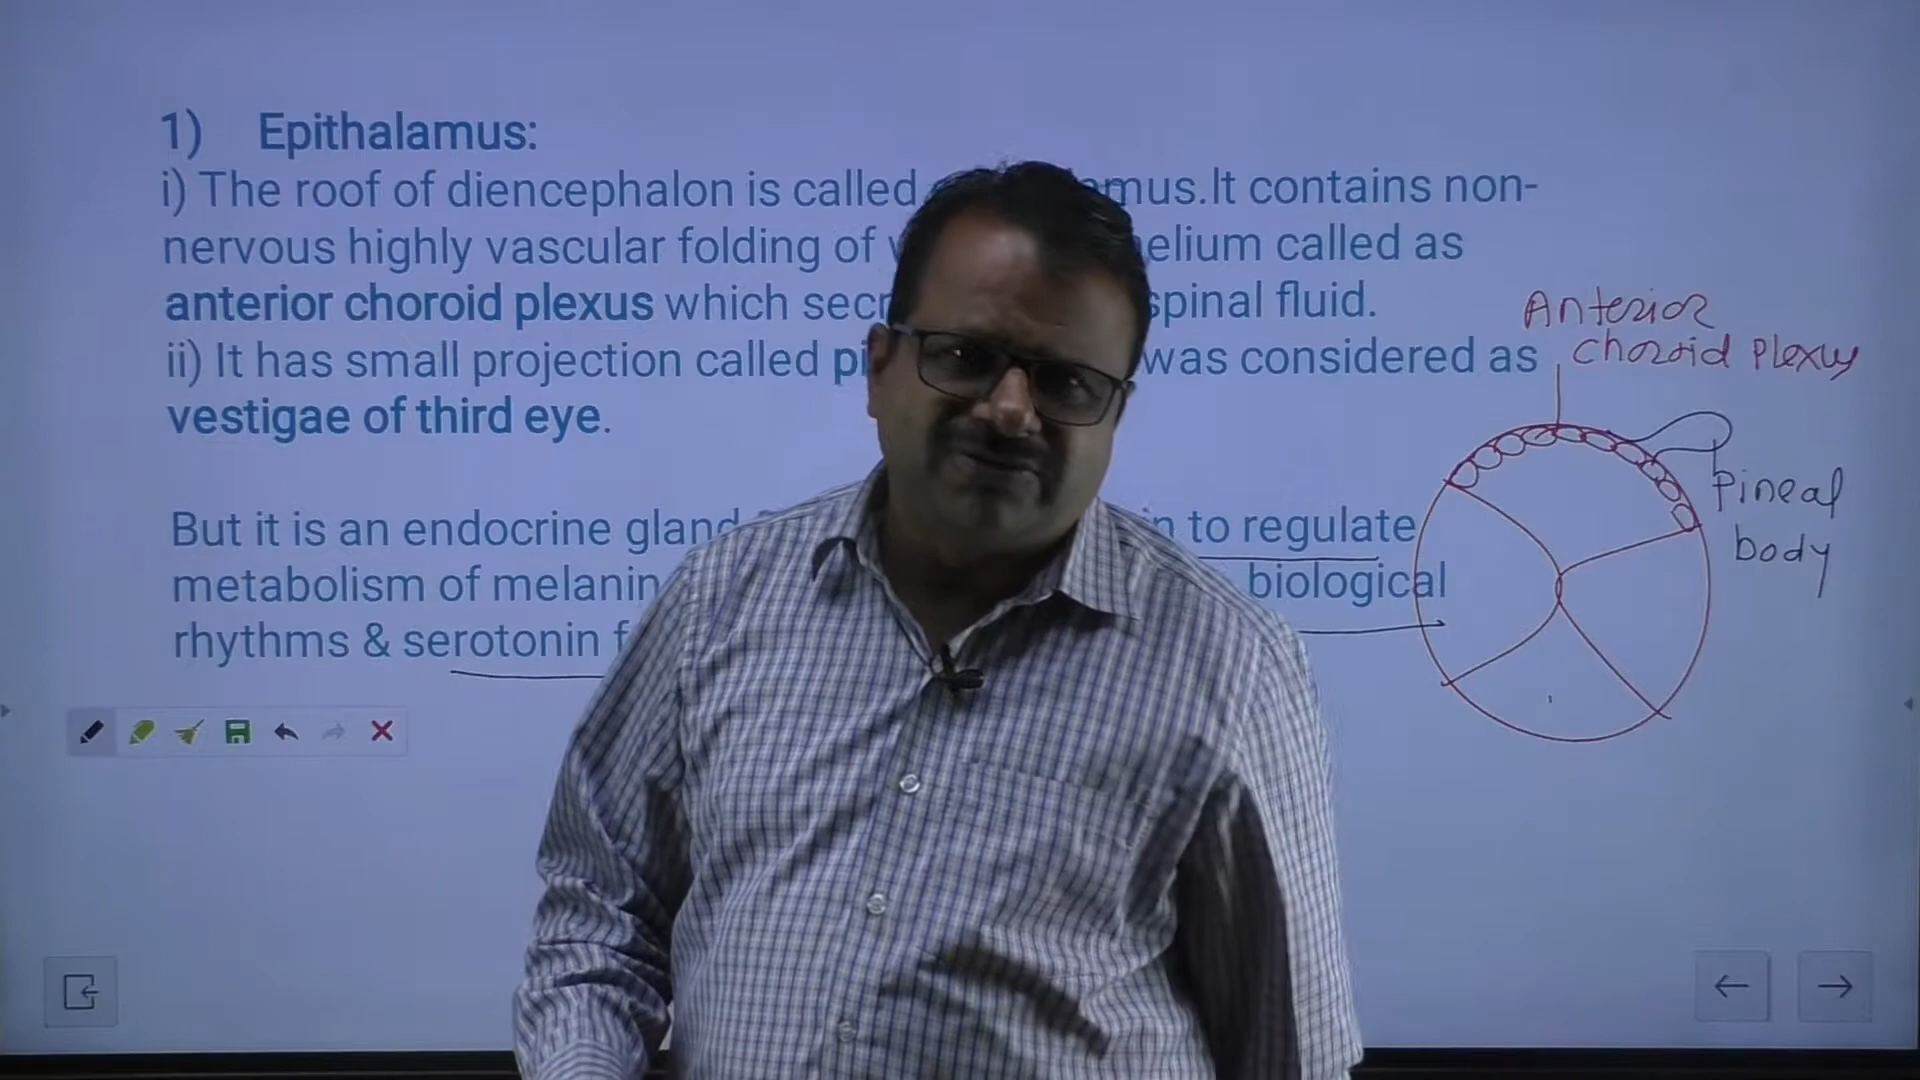 1) Epithalamus:
i) The roof of diencephalon is called mus.It contains non-
nervous highly vascular folding of elium called as
anterior choroid plexus which secr spinal fluid.
ii) It has small projection called pi was considered as
vestigae of third eye.
But it is an endocrine gland n to regulate
metabolism of melanin biological
rhythms & serotonin f
Anterior
choroid Plexus
Pineal
body